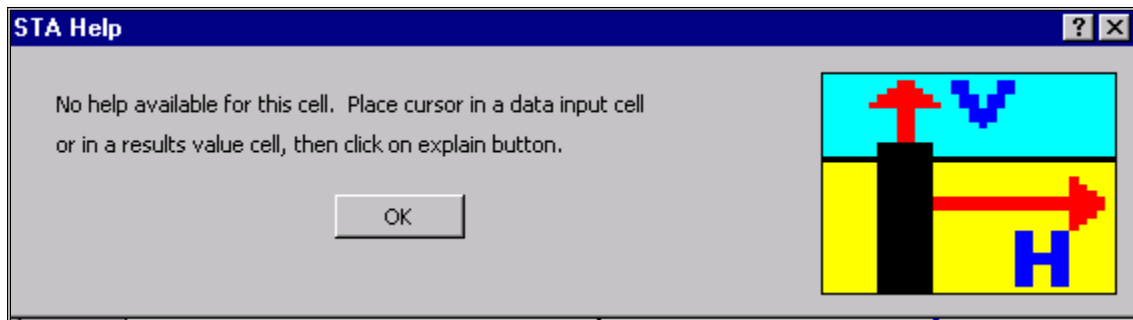 STA Help
No help available for this cell. Place cursor in a data input cell
or in a results value cell, then click on explain button.
OK
V
H